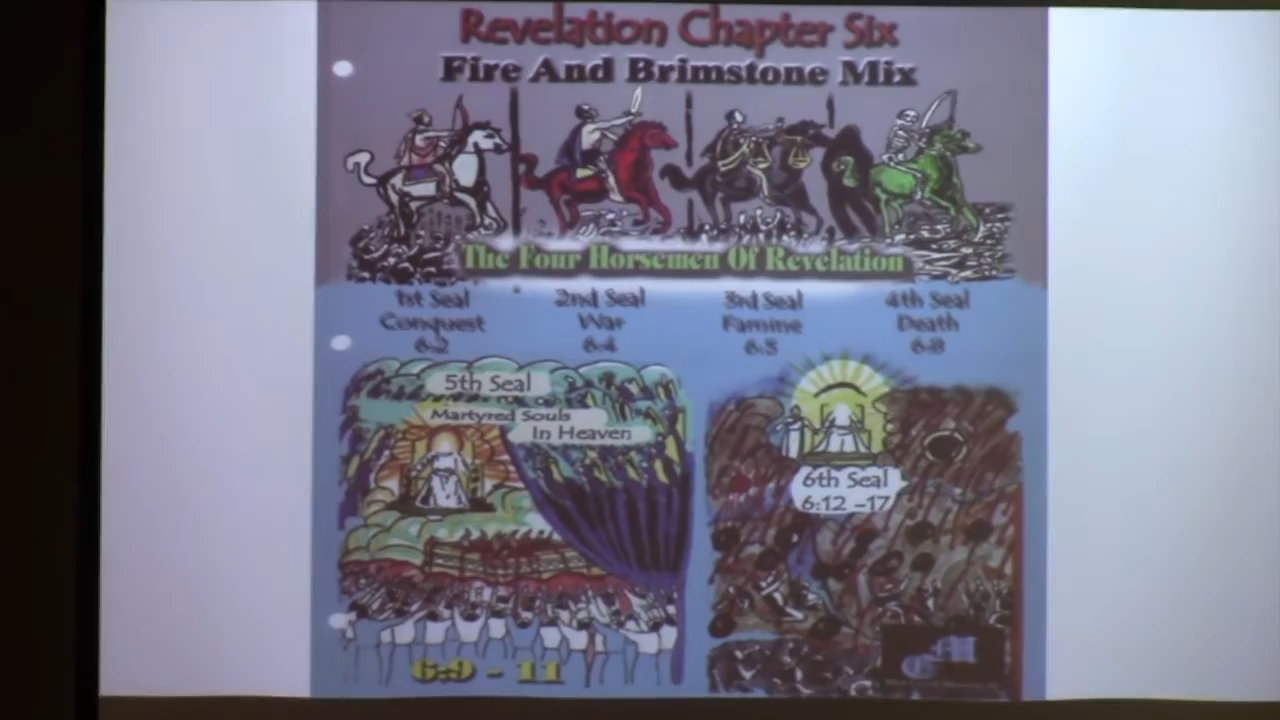 Revelation Chapter Six
Fire And Brimstone Mix
The Four Horsemen Of Revelation
1st Seal
Conquest
6:2
2nd Seal
War
6:4
3rd Seal
Famine
6:5
4th Seal
Death
6:8
5th Seal
Martyred Souls
In Heaven
6:9 - 11
6th Seal
6:12 -17